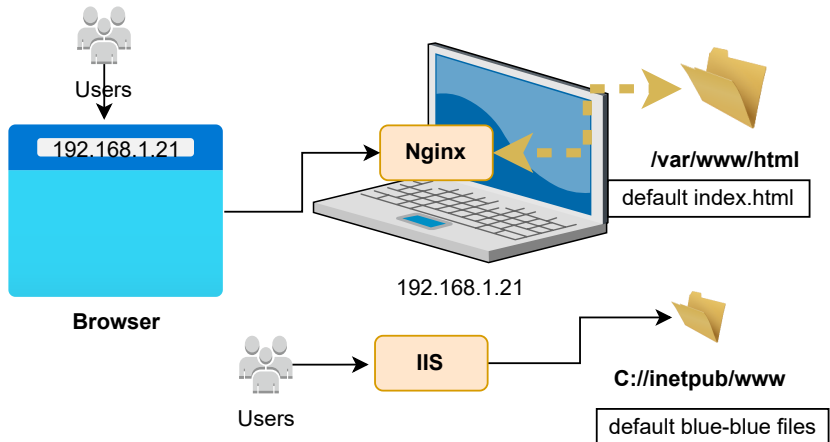 Users
192.168.1.21
Nginx
/var/www/html
default index.html
192.168.1.21
Browser
IIS
Users
C://inetpub/www
default blue-blue files